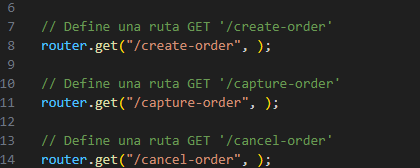 6
7 // Define una ruta GET '/create-order'
8 router.get("/create-order", );
9
10 // Define una ruta GET '/capture-order'
11 router.get("/capture-order", );
12
13 // Define una ruta GET '/cancel-order'
14 router.get("/cancel-order", );